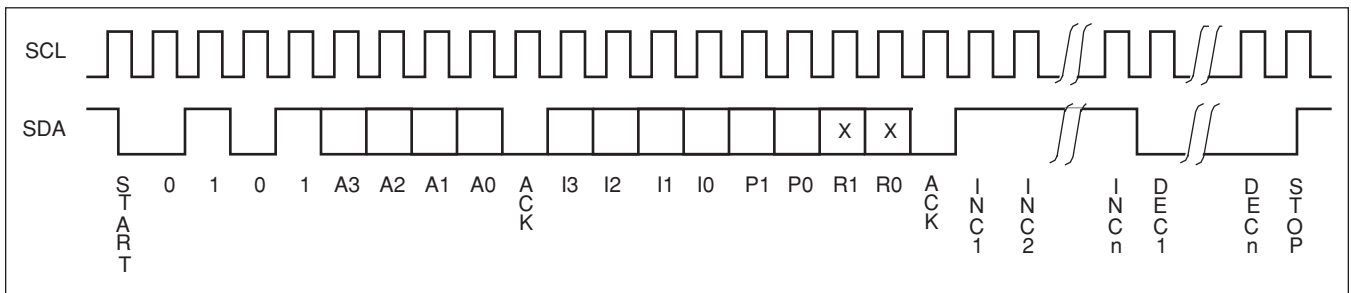 SCL
SDA
X X
START 0 1 0 1 A3 A2 A1 A0 ACK I3 I2 I1 I0 P1 P0 R1 R0 ACK INC1 INC2 INCn DEC1 DECn STOP